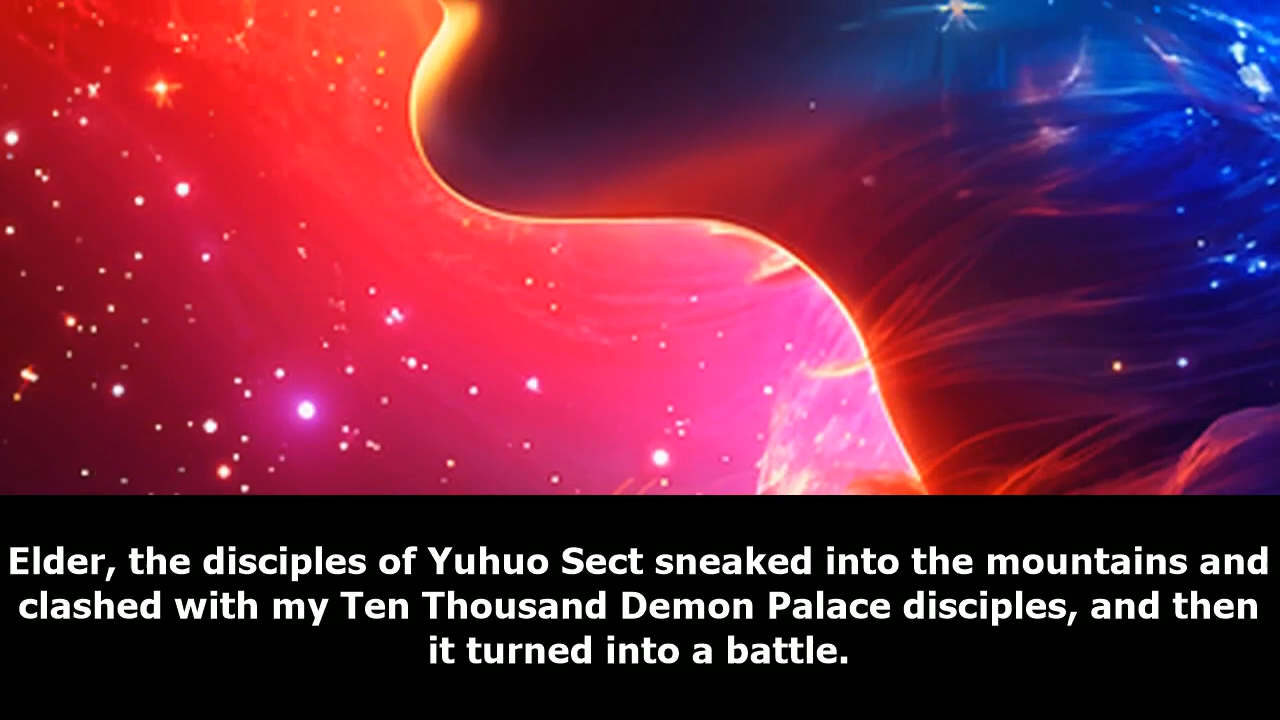 Elder, the disciples of Yuhuo Sect sneaked into the mountains and
clashed with my Ten Thousand Demon Palace disciples, and then
it turned into a battle.